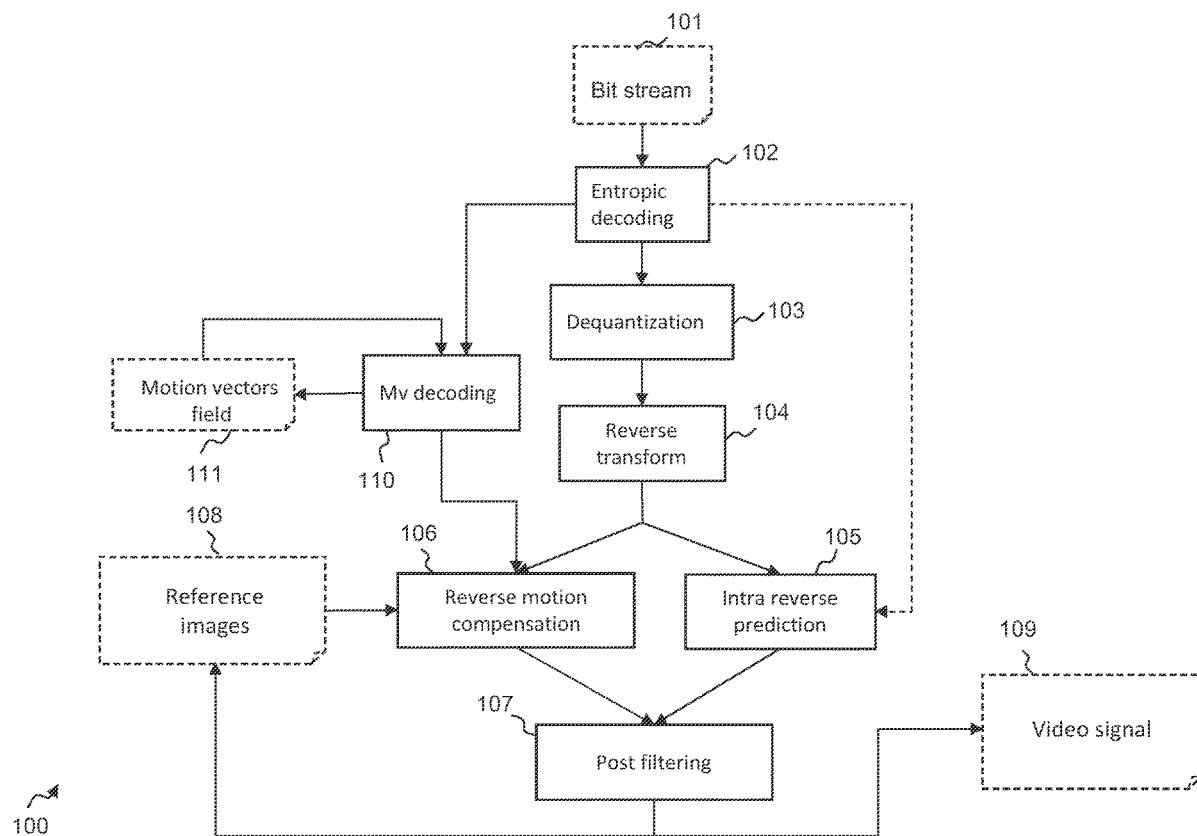 101
Bit stream
102
Entropic
decoding
103
Dequantization
Motion vectors
field
111
Mv decoding
110
104
Reverse
transform
108
Reference
images
106
Reverse motion
compensation
105
Intra reverse
prediction
109
Video signal
107
Post filtering
100